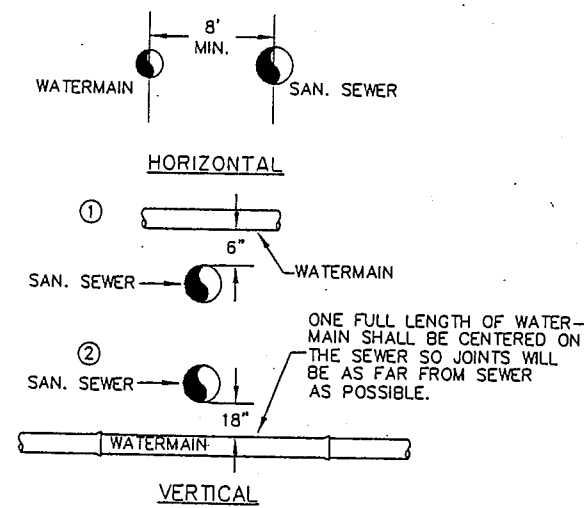 8'
MIN.
WATERMAIN
SAN. SEWER
HORIZONTAL
①
6"
WATERMAIN
SAN. SEWER
ONE FULL LENGTH OF WATER-
MAIN SHALL BE CENTERED ON
THE SEWER SO JOINTS WILL
BE AS FAR FROM SEWER
AS POSSIBLE.
②
SAN. SEWER
18"
WATERMAIN
VERTICAL